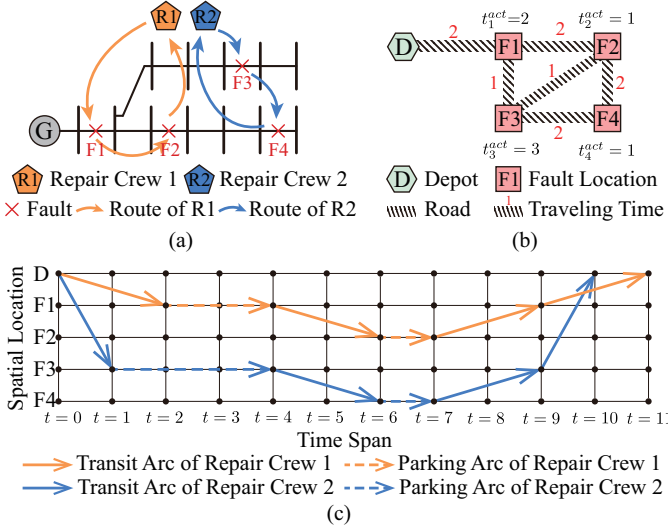 R1
R2
F3
G
F1
F2
F4
R1 Repair Crew 1
R2 Repair Crew 2
Fault
Route of R1
Route of R2
(a)
t_1^{act}=2
t_2^{act} = 1
D
2
F1
2
F2
1
1
2
F3
2
F4
t_3^{act} = 3
t_4^{act} = 1
D Depot
F1 Fault Location
Road
1
Traveling Time
(b)
Spatial Location
D
F1
F2
F3
F4
t = 0 t = 1 t = 2 t = 3 t = 4 t = 5 t = 6 t = 7 t = 8 t = 9 t = 10 t = 11
Time Span
Transit Arc of Repair Crew 1
Parking Arc of Repair Crew 1
Transit Arc of Repair Crew 2
Parking Arc of Repair Crew 2
(c)